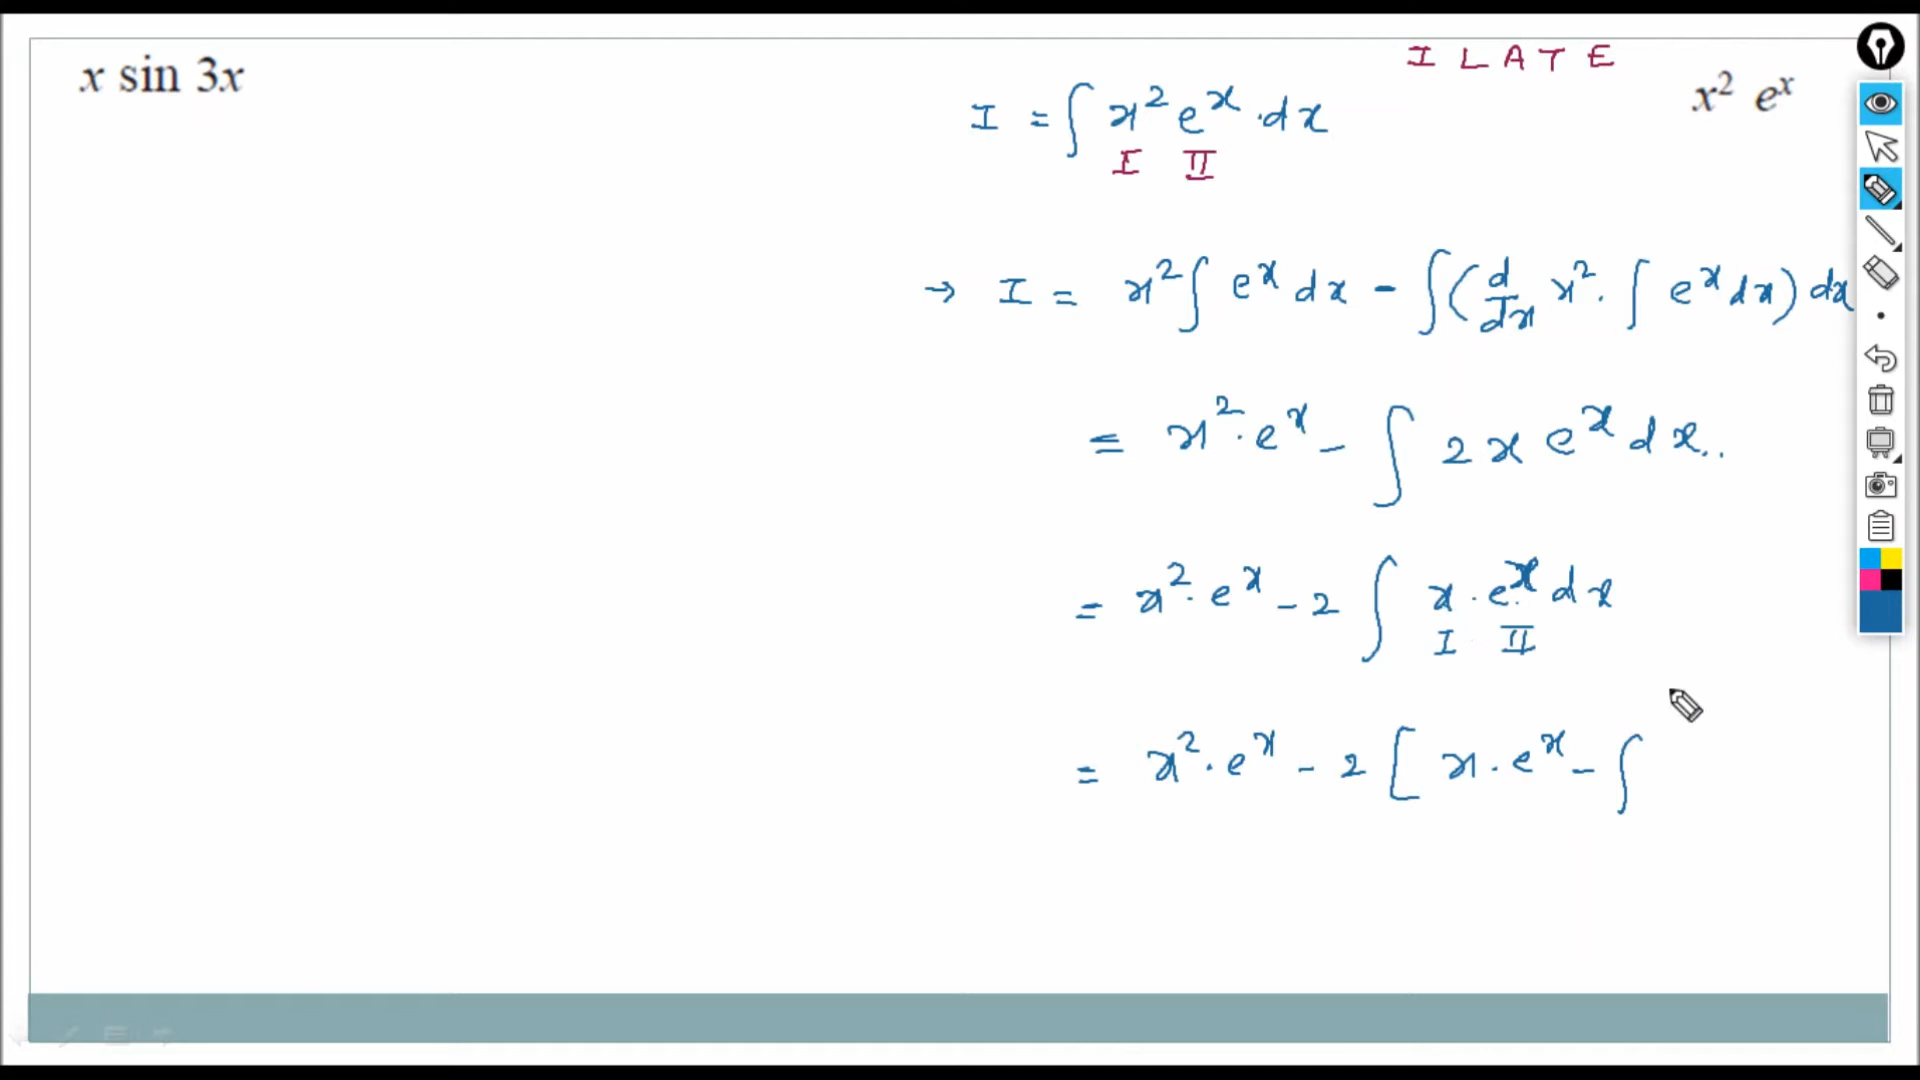 x sin 3x
I L A T E
x² eˣ
I = ∫ x² eˣ · dx
I II
→ I = x² ∫ eˣ dx - ∫ ( d/dx x² · ∫ eˣ dx ) dx
= x² · eˣ - ∫ 2 x eˣ dx ..
= x² · eˣ - 2 ∫ x · eˣ dx
I II
= x² · eˣ - 2 [ x · eˣ - ∫